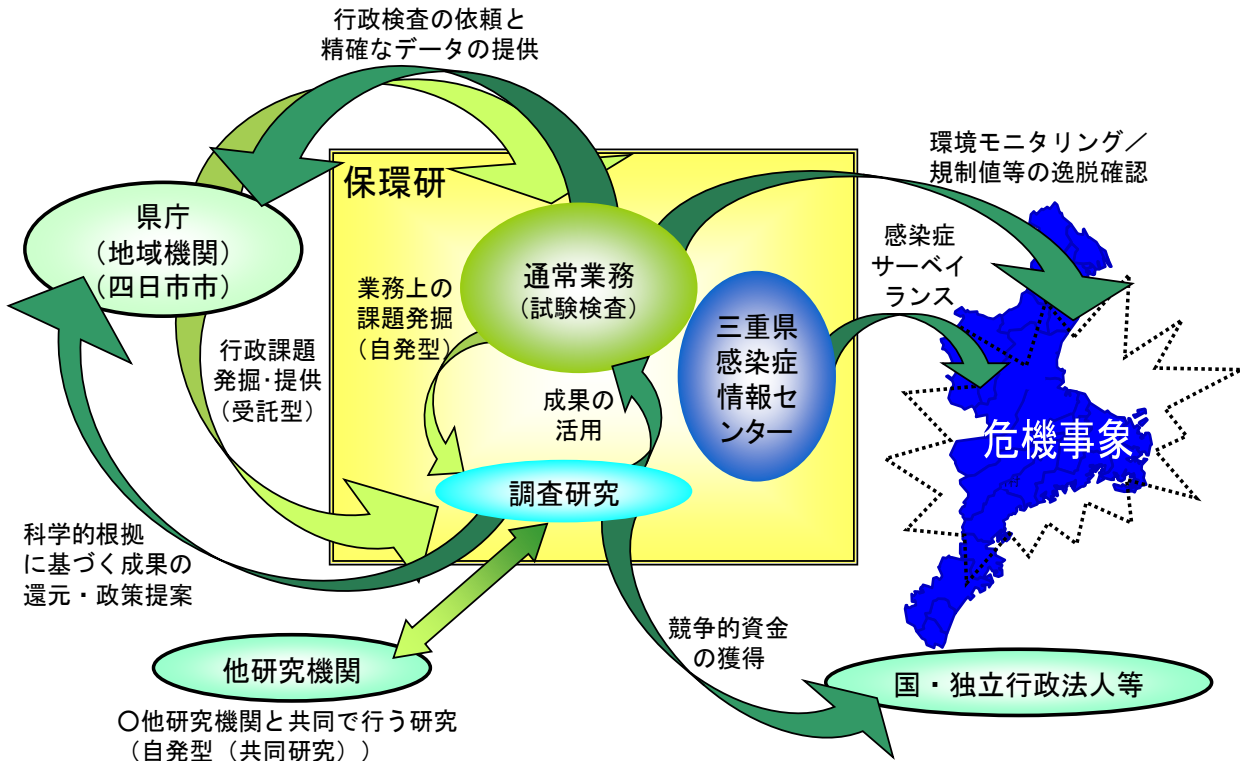 行政検査の依頼と
精確なデータの提供
環境モニタリング／
規制値等の逸脱確認
保環研
県庁
（地域機関）
（四日市市）
通常業務
（試験検査）
感染症
サーベイ
ランス
業務上の
課題発掘
（自発型）
三重県
感染症
情報セ
ンター
行政課題
発掘･提供
（受託型）
成果の
活用
危機事象
調査研究
科学的根拠
に基づく成果の
還元・政策提案
競争的資金
の獲得
他研究機関
国・独立行政法人等
〇他研究機関と共同で行う研究
（自発型（共同研究））